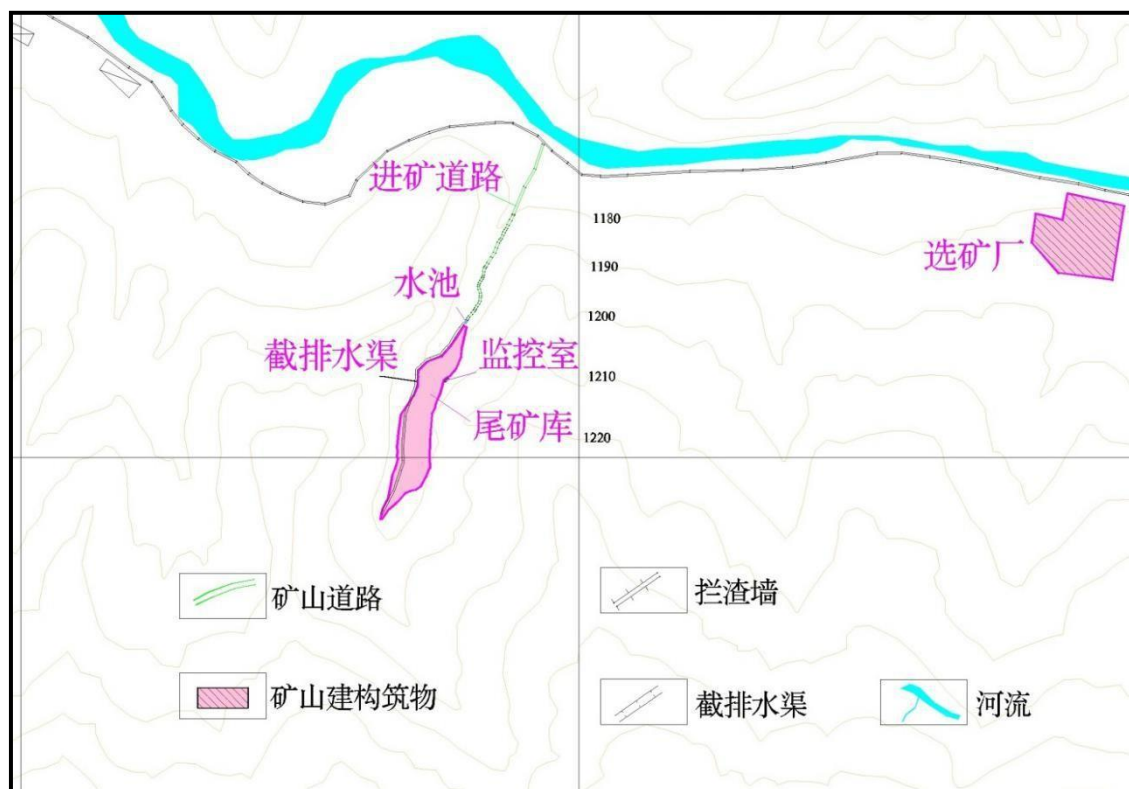 进矿道路
1180
选矿厂
1190
水池
1200
截排水渠
监控室
1210
尾矿库
1220
矿山道路
拦渣墙
矿山建构筑物
截排水渠
河流